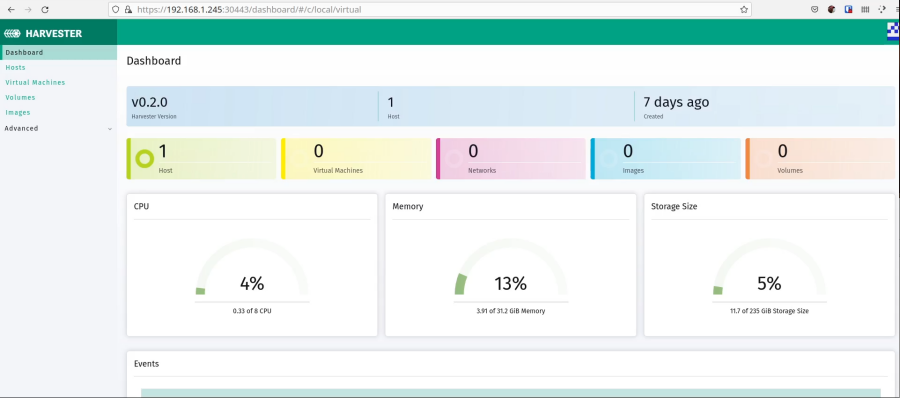 https://192.168.1.245:30443/dashboard/#/c/local/virtual
HARVESTER
Dashboard
Hosts
Virtual Machines
Volumes
Images
Advanced
Dashboard
v0.2.0
Harvester Version
1
Host
7 days ago
Created
1
Host
0
Virtual Machines
0
Networks
0
Images
0
Volumes
CPU
4%
0.33 of 8 CPU
Memory
13%
3.91 of 31.2 GiB Memory
Storage Size
5%
11.7 of 235 GiB Storage Size
Events